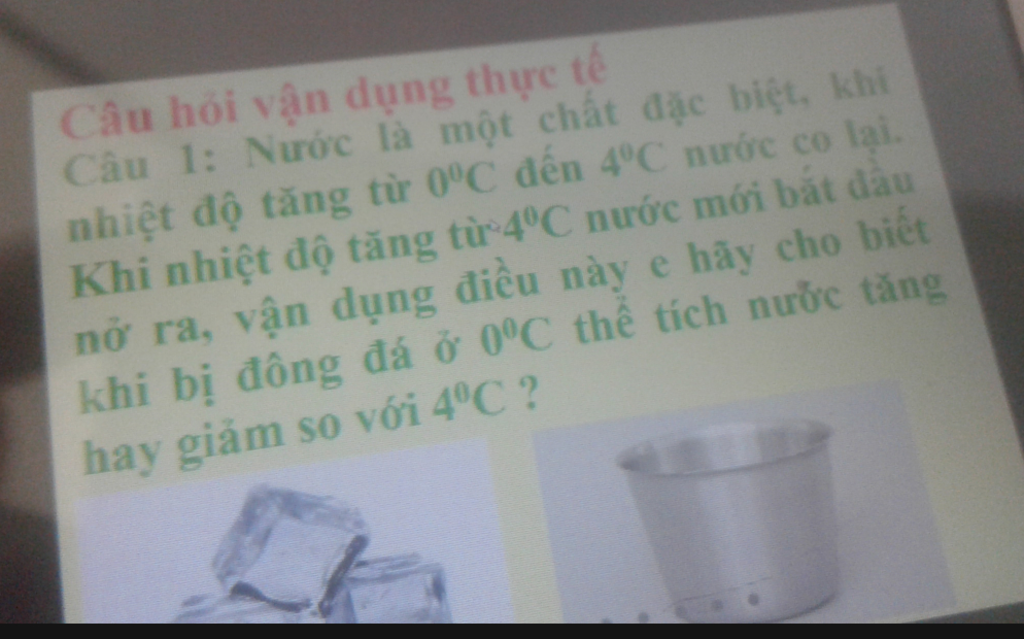 Câu hỏi vận dụng thực tế
Câu 1: Nước là một chất đặc biệt, khi
nhiệt độ tăng từ 0⁰C đến 4⁰C nước co lại.
Khi nhiệt độ tăng từ 4⁰C nước mới bắt đầu
nở ra, vận dụng điều này e hãy cho biết
khi bị đông đá ở 0⁰C thể tích nước tăng
hay giảm so với 4⁰C ?